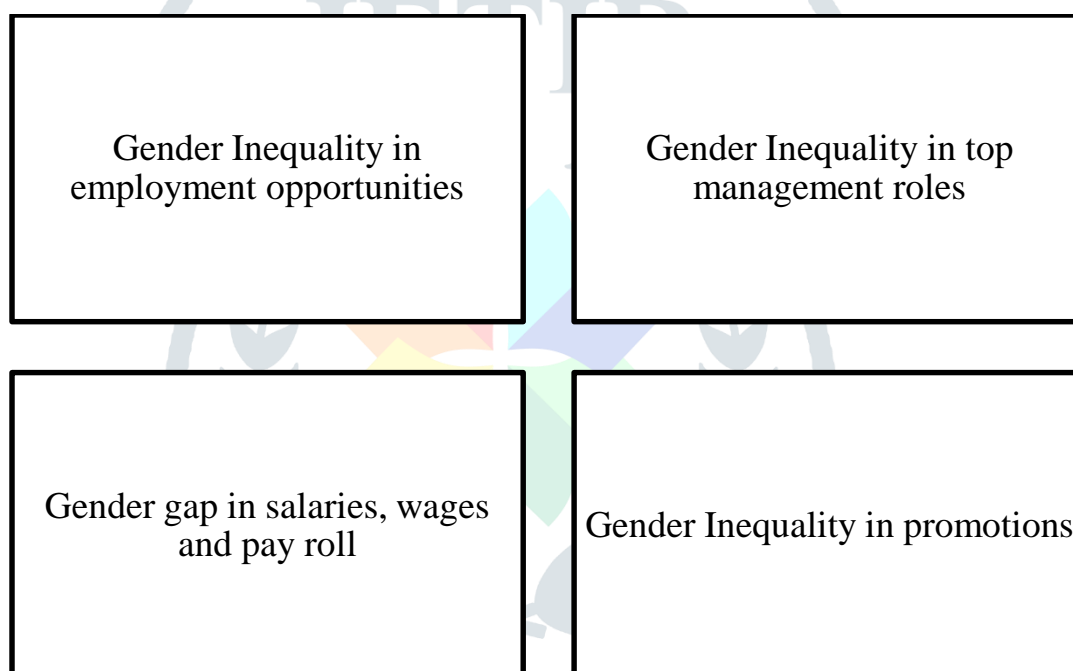 Gender Inequality in
employment opportunities
Gender Inequality in top
management roles
Gender gap in salaries, wages
and pay roll
Gender Inequality in promotions